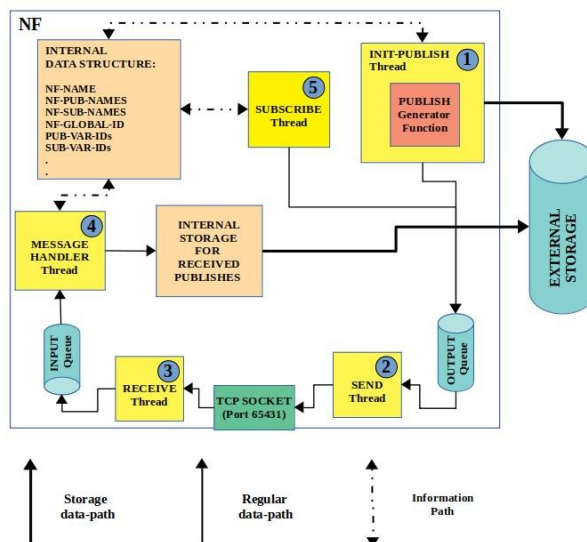 NF
INTERNAL
DATA STRUCTURE:
NF-NAME
NF-PUB-NAMES
NF-SUB-NAMES
NF-GLOBAL-ID
PUB-VAR-IDs
SUB-VAR-IDs
.
.
5
SUBSCRIBE
Thread
1
INIT-PUBLISH
Thread
PUBLISH
Generator
Function
4
MESSAGE
HANDLER
Thread
INTERNAL
STORAGE
FOR
RECEIVED
PUBLISHES
EXTERNAL
STORAGE
INPUT
Queue
3
RECEIVE
Thread
TCP SOCKET
(Port 65431)
2
SEND
Thread
OUTPUT
Queue
Storage
data-path
Regular
data-path
Information
Path